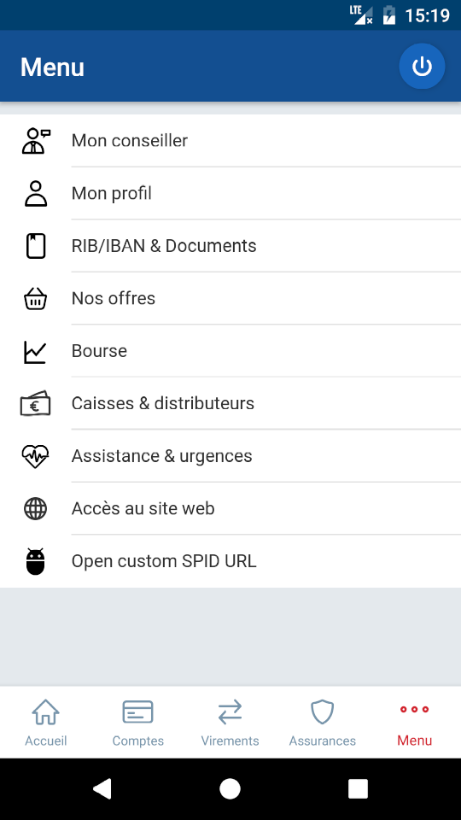 LTE 15:19
Menu
Mon conseiller
Mon profil
RIB/IBAN & Documents
Nos offres
Bourse
Caisses & distributeurs
Assistance & urgences
Accès au site web
Open custom SPID URL
Accueil Comptes Virements Assurances Menu